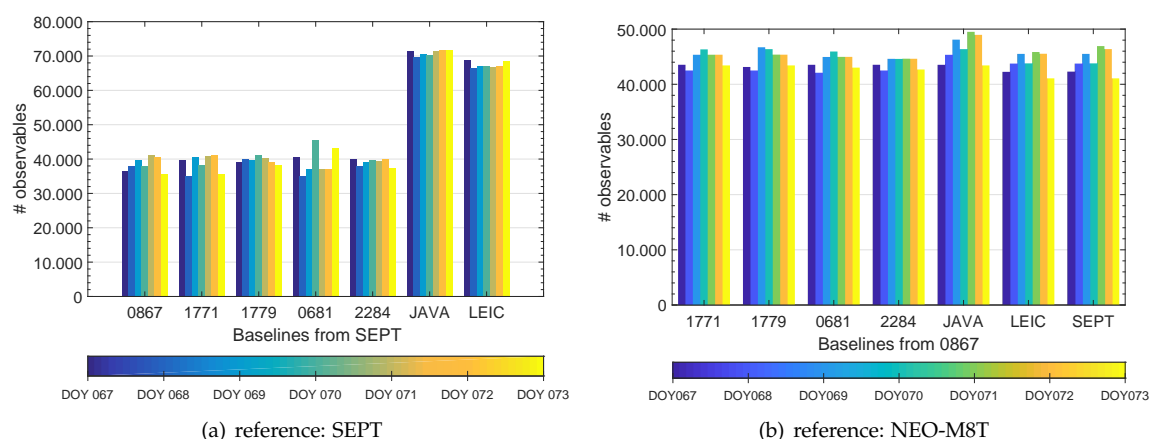 80.000
70.000
60.000
50.000
40.000
30.000
20.000
10.000
0
# observables
0867 1771 1779 0681 2284 JAVA LEIC
Baselines from SEPT
DOY 067 DOY 068 DOY 069 DOY 070 DOY 071 DOY 072 DOY 073
(a) reference: SEPT
50.000
40.000
30.000
20.000
10.000
0
# observables
1771 1779 0681 2284 JAVA LEIC SEPT
Baselines from 0867
DOY067 DOY068 DOY069 DOY070 DOY071 DOY072 DOY073
(b) reference: NEO-M8T